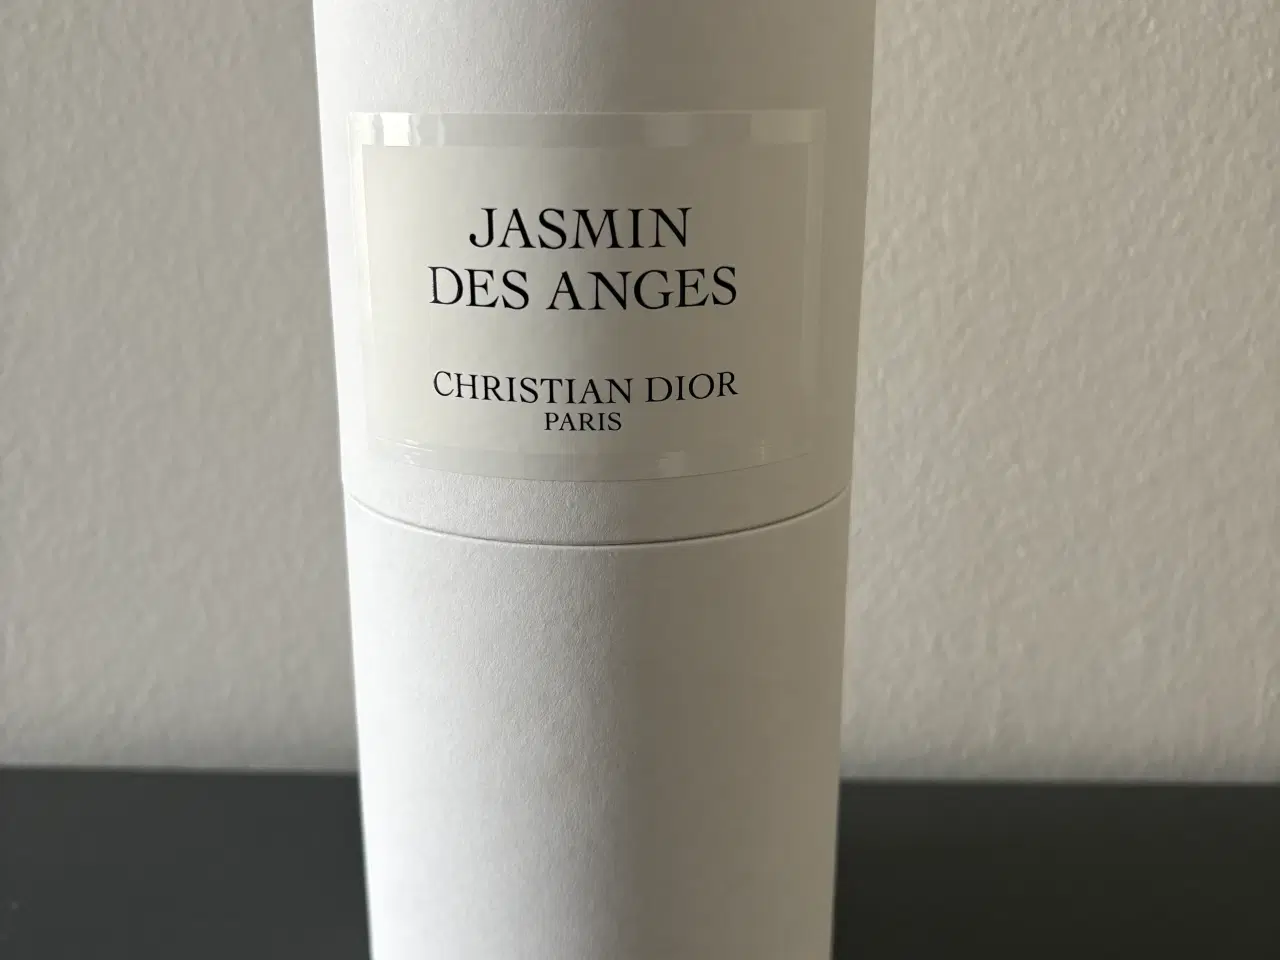 JASMIN
DES ANGES
CHRISTIAN DIOR
PARIS